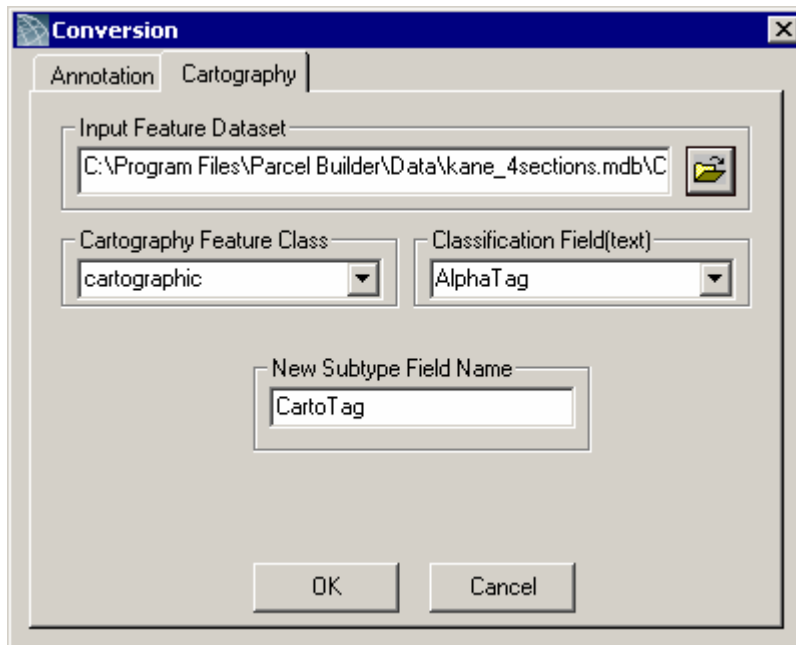 Conversion
Annotation Cartography
Input Feature Dataset
C:\Program Files\Parcel Builder\Data\kane_4sections.mdb\C
Cartography Feature Class Classification Field(text)
cartographic AlphaTag
New Subtype Field Name
CartoTag
OK Cancel